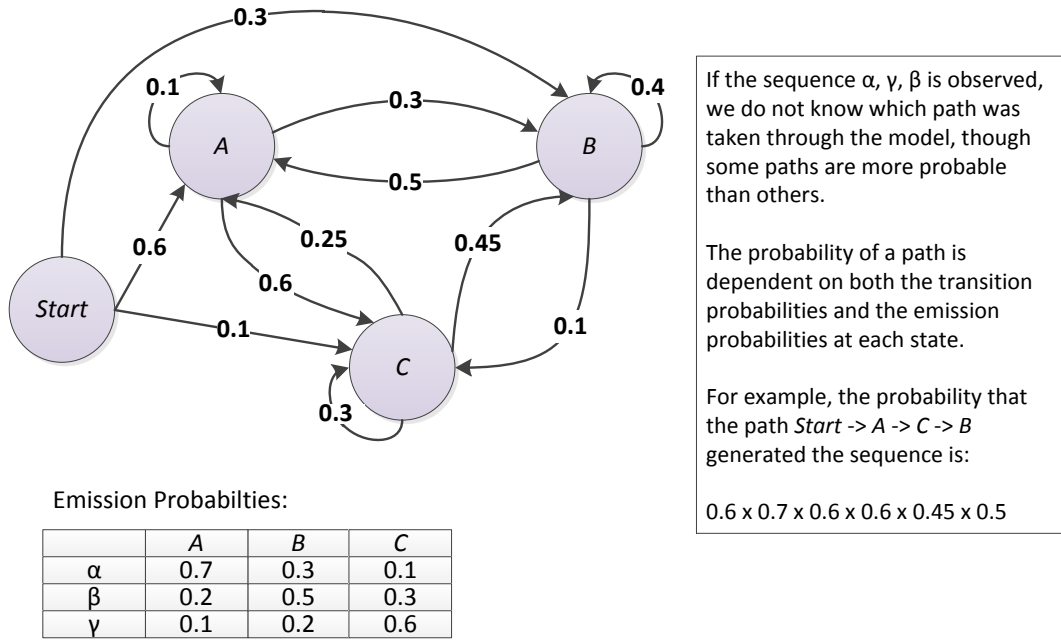 0.3
0.1
0.3
0.4
A
B
0.5
0.25
0.45
0.6
0.6
Start
0.1
0.1
C
0.3
If the sequence α, γ, β is observed,
we do not know which path was
taken through the model, though
some paths are more probable
than others.
The probability of a path is
dependent on both the transition
probabilities and the emission
probabilities at each state.
For example, the probability that
the path Start -> A -> C -> B
generated the sequence is:
0.6 x 0.7 x 0.6 x 0.6 x 0.45 x 0.5
Emission Probabilties:
A B C
α 0.7 0.3 0.1
β 0.2 0.5 0.3
γ 0.1 0.2 0.6